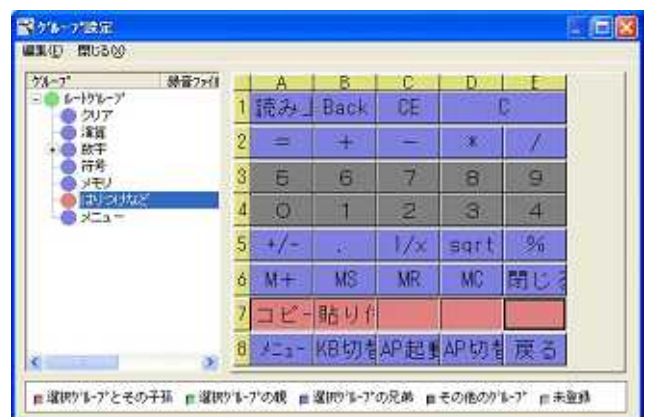 グループ設定
編集(E) 閉じる(X)
グループ 録音ファイ
ルートグループ
クリア
演算
数字
符号
メモリ
はりつけなど
メニュー
A B C D E
1 読み上 Back CE C
2 = + - * /
3 5 6 7 8 9
4 0 1 2 3 4
5 +/- . 1/x sqrt %
6 M+ MS MR MC 閉じる
7 コピー 貼り付
8 メニュー KB切替 AP起動 AP切替 戻る
選択グループとその子孫 選択グループの親 選択グループの兄弟 その他のグループ 未登録